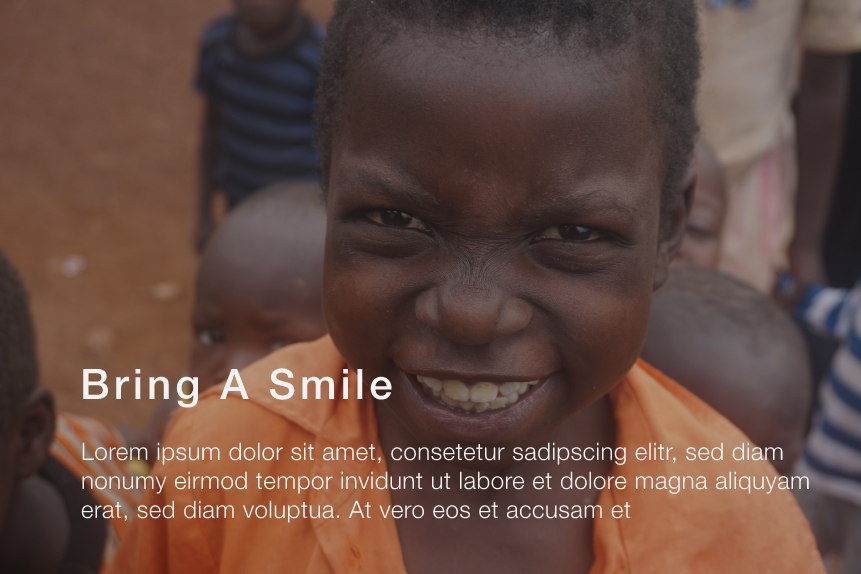 Bring A Smile
Lorem ipsum dolor sit amet, consetetur sadipscing elitr, sed diam
nonumy eirmod tempor invidunt ut labore et dolore magna aliquyam
erat, sed diam voluptua. At vero eos et accusam et